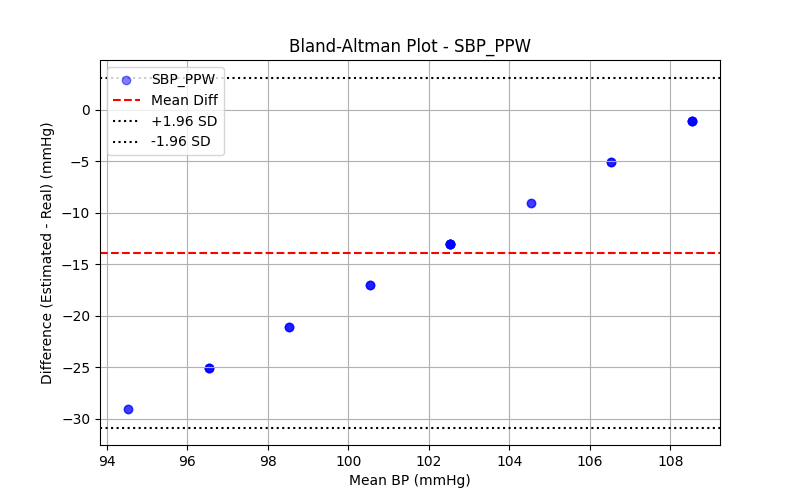 Bland-Altman Plot - SBP_PPW
SBP_PPW
Mean Diff
+1.96 SD
-1.96 SD
Difference (Estimated - Real) (mmHg)
0
−5
−10
−15
−20
−25
−30
94 96 98 100 102 104 106 108
Mean BP (mmHg)